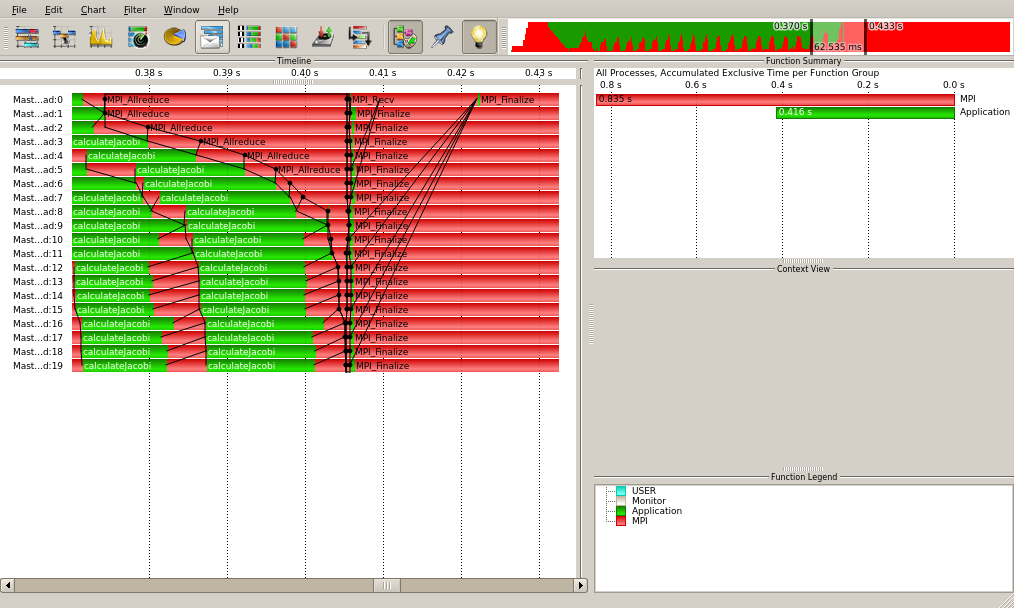 File Edit Chart Filter Window Help
0.370 s 0.433 s
62.535 ms
Timeline
0.38 s 0.39 s 0.40 s 0.41 s 0.42 s 0.43 s
Mast...ad:0 MPI_Allreduce MPI_Recv MPI_Finalize
Mast...ad:1 MPI_Allreduce MPI_Finalize
Mast...ad:2 MPI_Allreduce MPI_Finalize
Mast...ad:3 calculateJacobi MPI_Allreduce MPI_Finalize
Mast...ad:4 calculateJacobi MPI_Allreduce MPI_Finalize
Mast...ad:5 calculateJacobi MPI_Allreduce MPI_Finalize
Mast...ad:6 calculateJacobi MPI_Finalize
Mast...ad:7 calculateJacobi calculateJacobi MPI_Finalize
Mast...ad:8 calculateJacobi calculateJacobi MPI_Finalize
Mast...ad:9 calculateJacobi calculateJacobi MPI_Finalize
Mast...d:10 calculateJacobi calculateJacobi MPI_Finalize
Mast...d:11 calculateJacobi calculateJacobi MPI_Finalize
Mast...d:12 calculateJacobi calculateJacobi MPI_Finalize
Mast...d:13 calculateJacobi calculateJacobi MPI_Finalize
Mast...d:14 calculateJacobi calculateJacobi MPI_Finalize
Mast...d:15 calculateJacobi calculateJacobi MPI_Finalize
Mast...d:16 calculateJacobi calculateJacobi MPI_Finalize
Mast...d:17 calculateJacobi calculateJacobi MPI_Finalize
Mast...d:18 calculateJacobi calculateJacobi MPI_Finalize
Mast...d:19 calculateJacobi calculateJacobi MPI_Finalize
Function Summary
All Processes, Accumulated Exclusive Time per Function Group
0.8 s 0.6 s 0.4 s 0.2 s 0.0 s
0.835 s MPI
0.416 s Application
Context View
Function Legend
USER
Monitor
Application
MPI